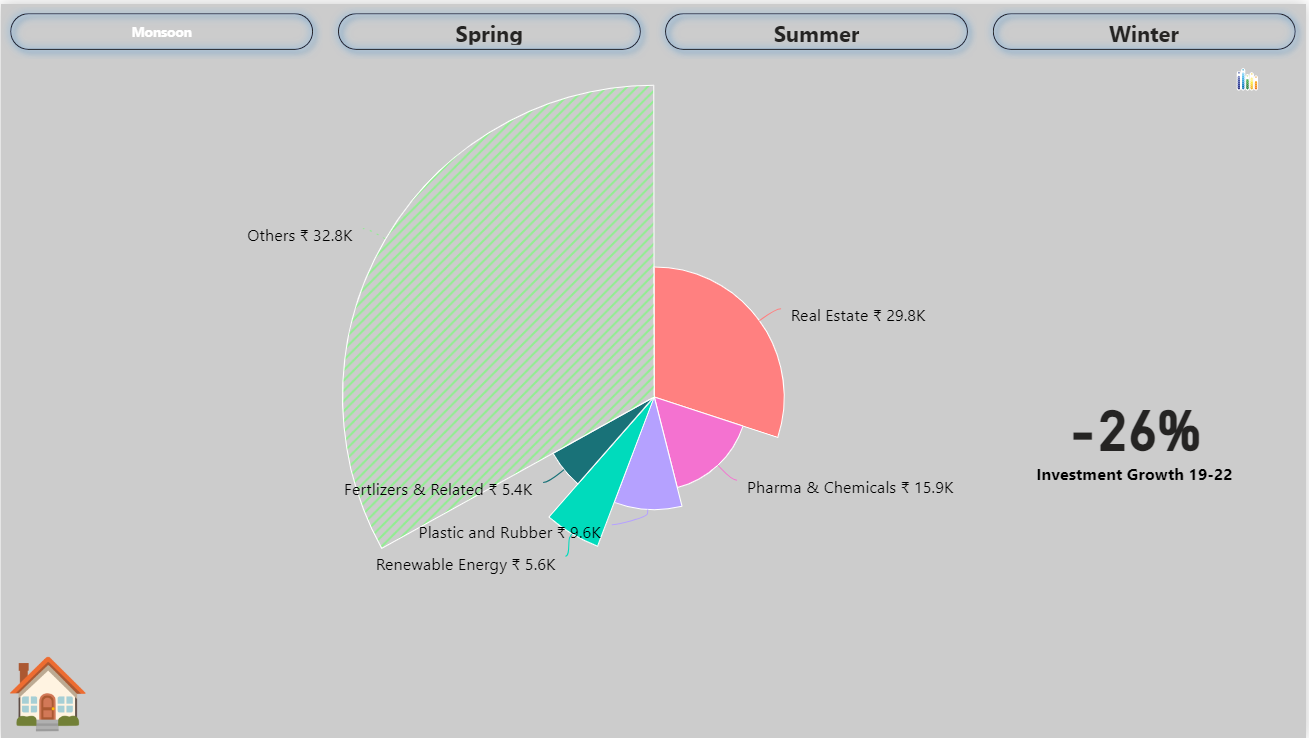 Monsoon
Spring
Summer
Winter
Others ₹ 32.8K
Real Estate ₹ 29.8K
-26%
Investment Growth 19-22
Fertlizers & Related ₹ 5.4K
Pharma & Chemicals ₹ 15.9K
Plastic and Rubber ₹ 9.6K
Renewable Energy ₹ 5.6K